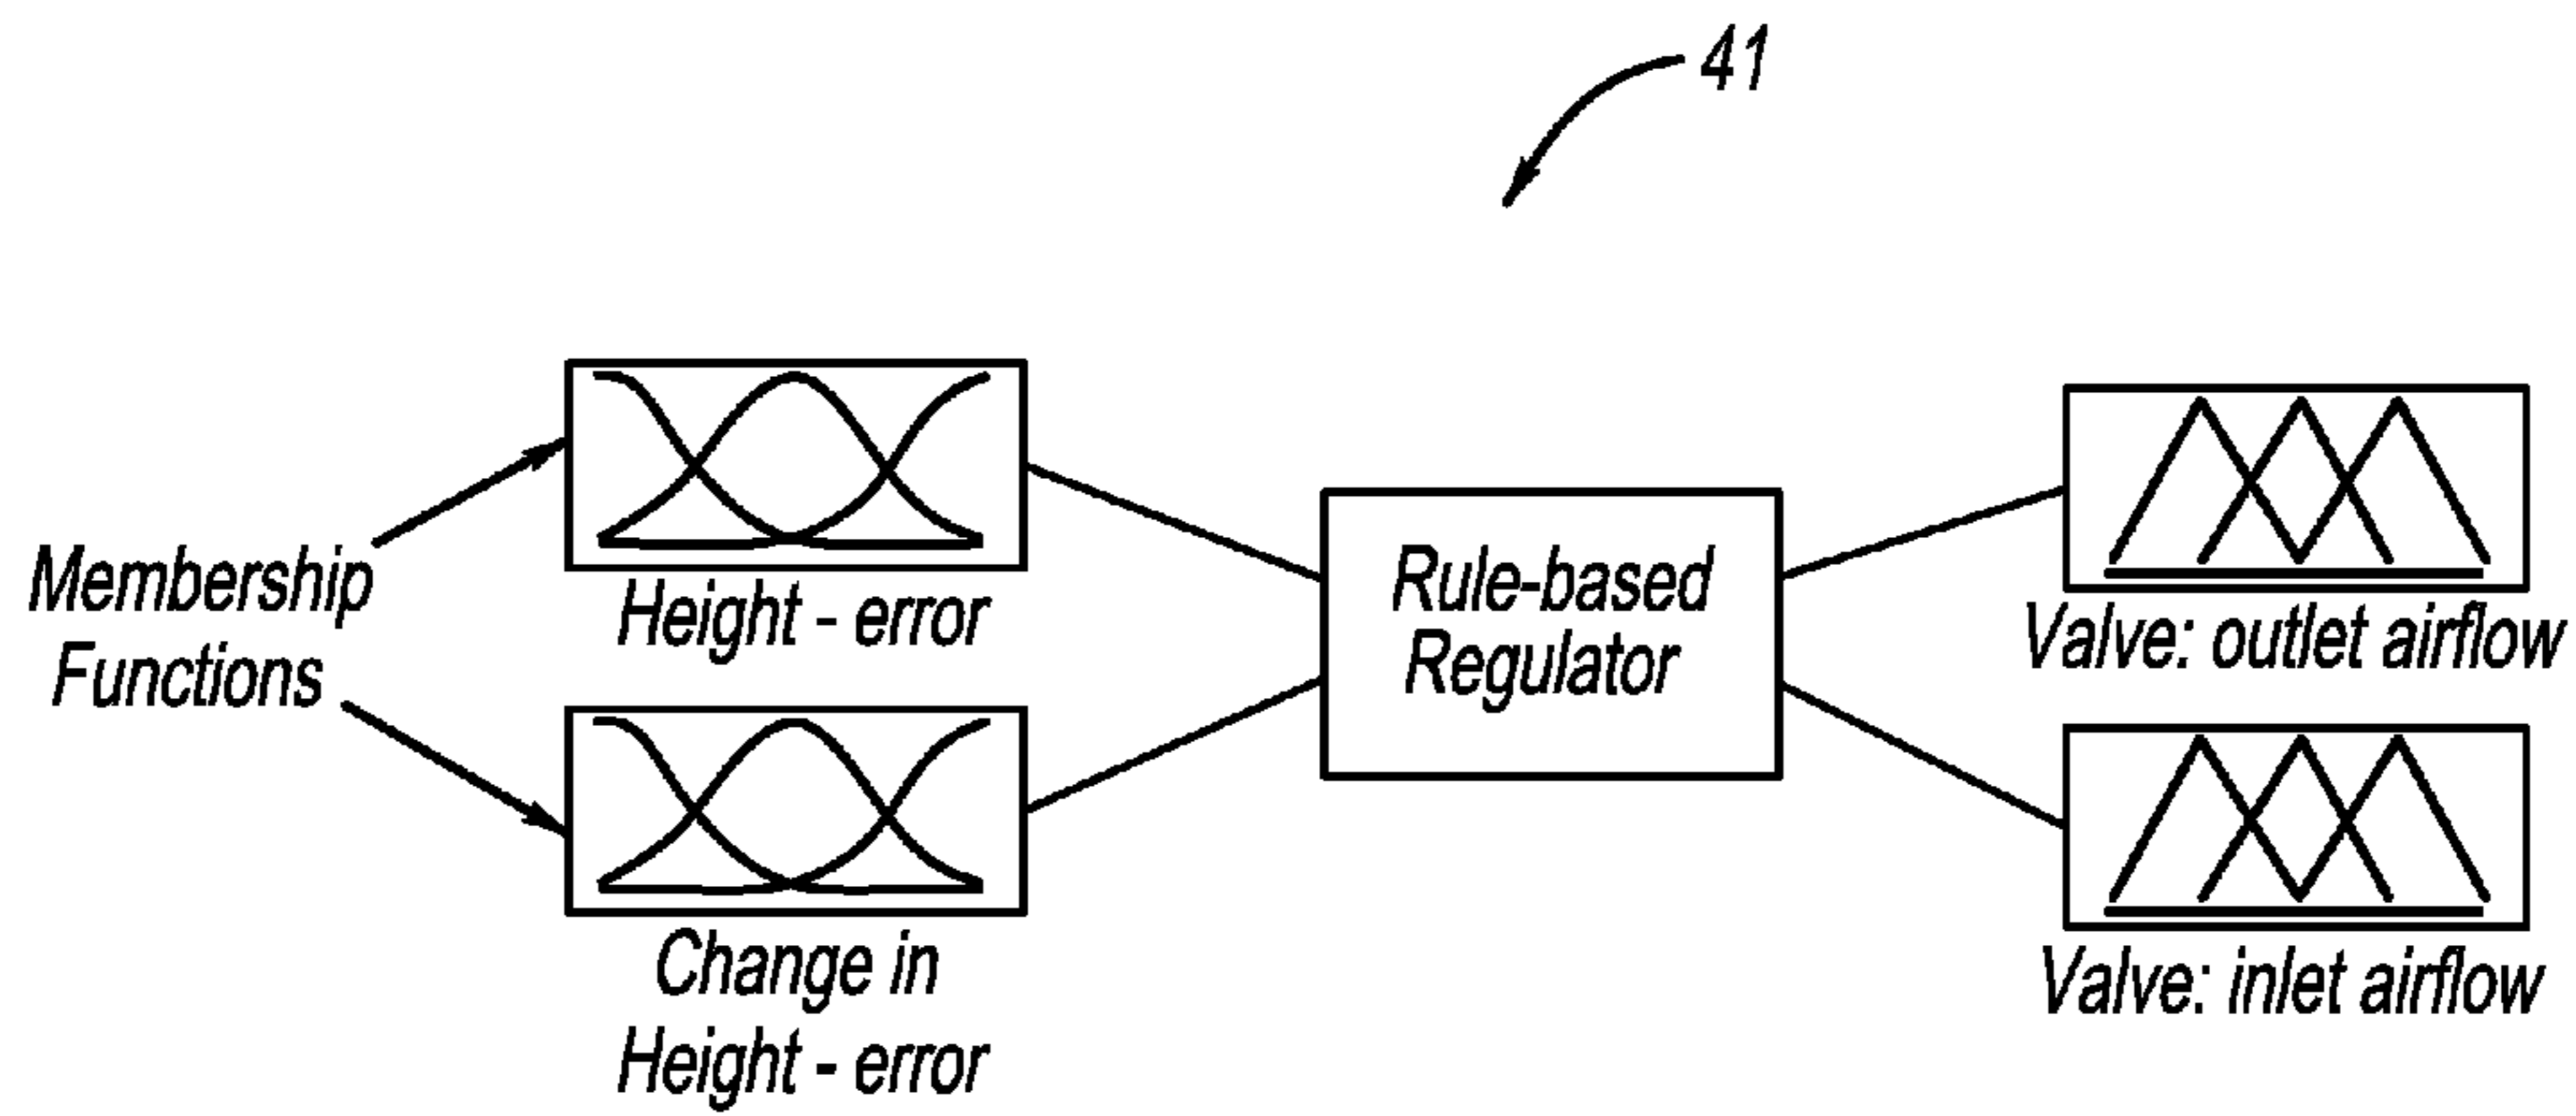 41
Membership
Functions
Height - error
Change in
Height - error
Rule-based
Regulator
Valve: outlet airflow
Valve: inlet airflow